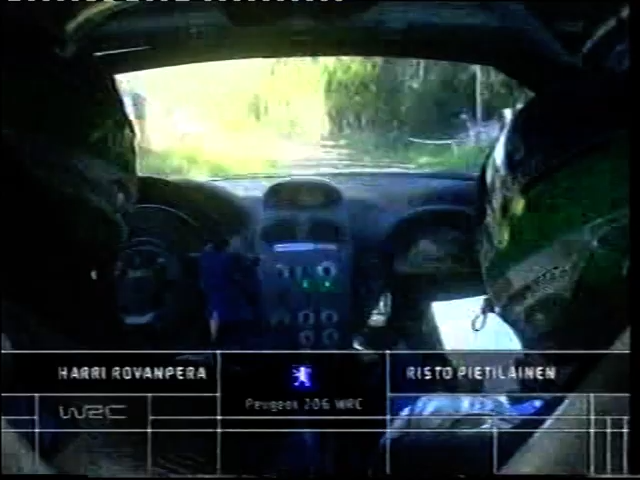 HARRI ROVANPERA
RISTO PIETILAINEN
Peugeot 206 WRC
WRC